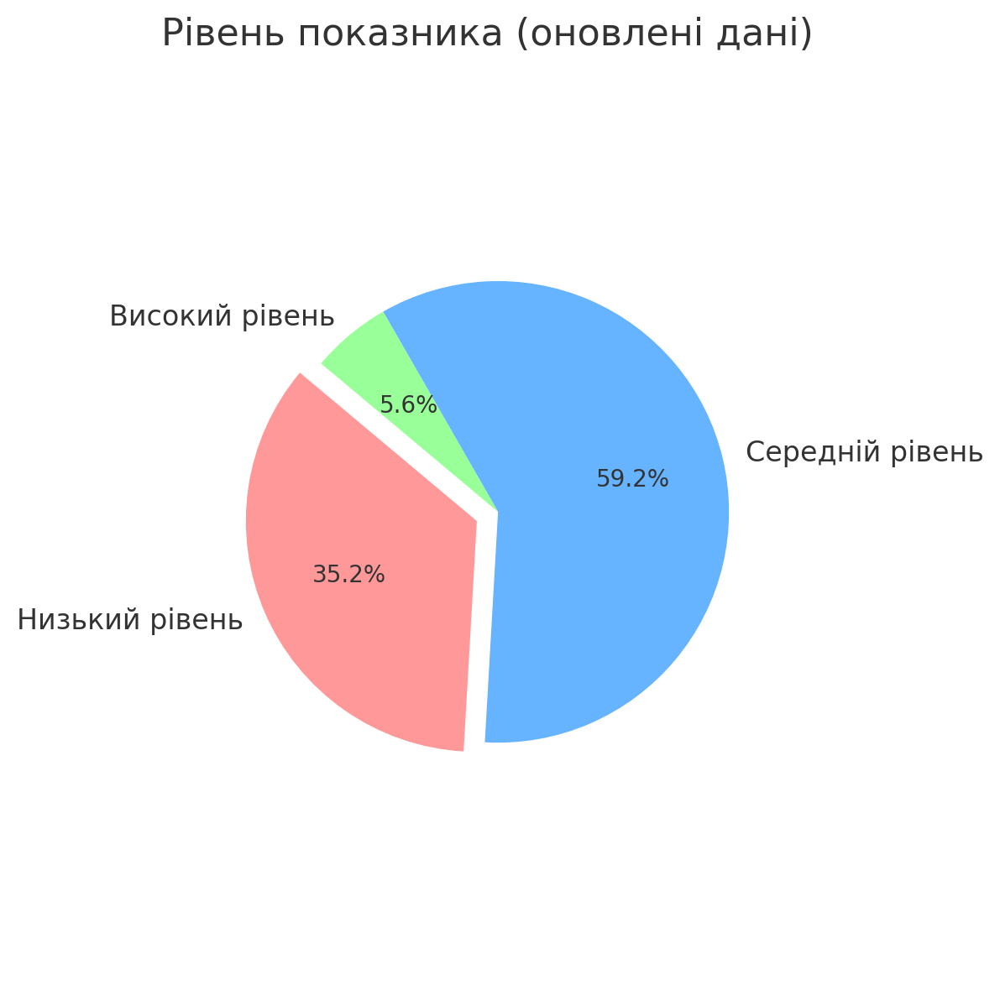 Рівень показника (оновлені дані)
Високий рівень
5.6%
Середній рівень
59.2%
35.2%
Низький рівень